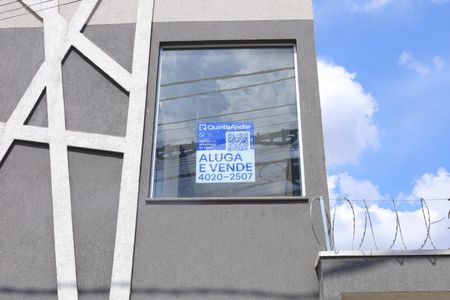 QuintoAndar
ALUGA
E VENDE
4020-2507